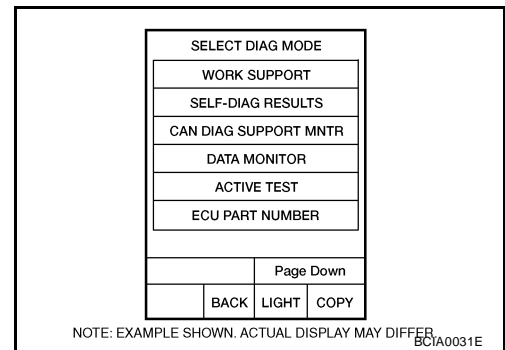 SELECT DIAG MODE
WORK SUPPORT
SELF-DIAG RESULTS
CAN DIAG SUPPORT MNTR
DATA MONITOR
ACTIVE TEST
ECU PART NUMBER
Page Down
BACK LIGHT COPY
NOTE: EXAMPLE SHOWN. ACTUAL DISPLAY MAY DIFFER.
BCIA0031E